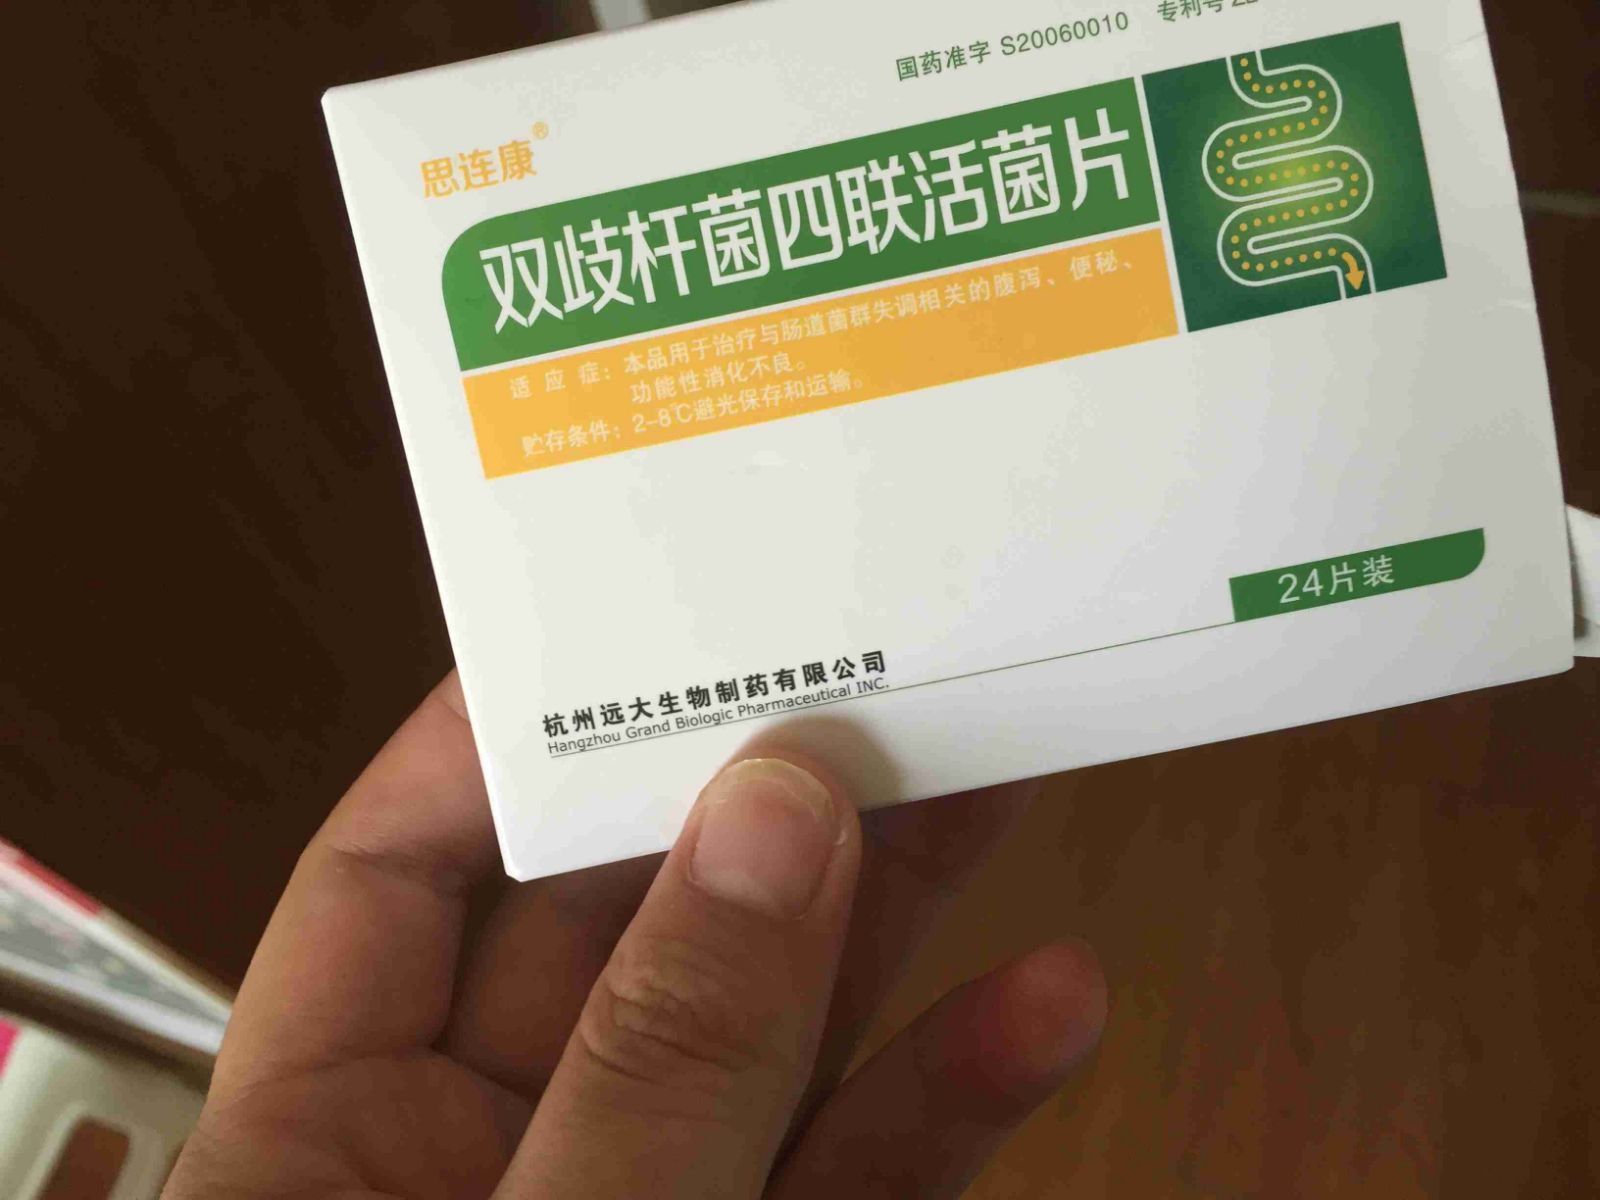 国药准字 S20060010 专利号
思连康®
双歧杆菌四联活菌片
适 应 症：本品用于治疗与肠道菌群失调相关的腹泻、便秘、
功能性消化不良。
贮存条件：2-8℃避光保存和运输。
24片装
杭州远大生物制药有限公司
Hangzhou Grand Biologic Pharmaceutical INC.